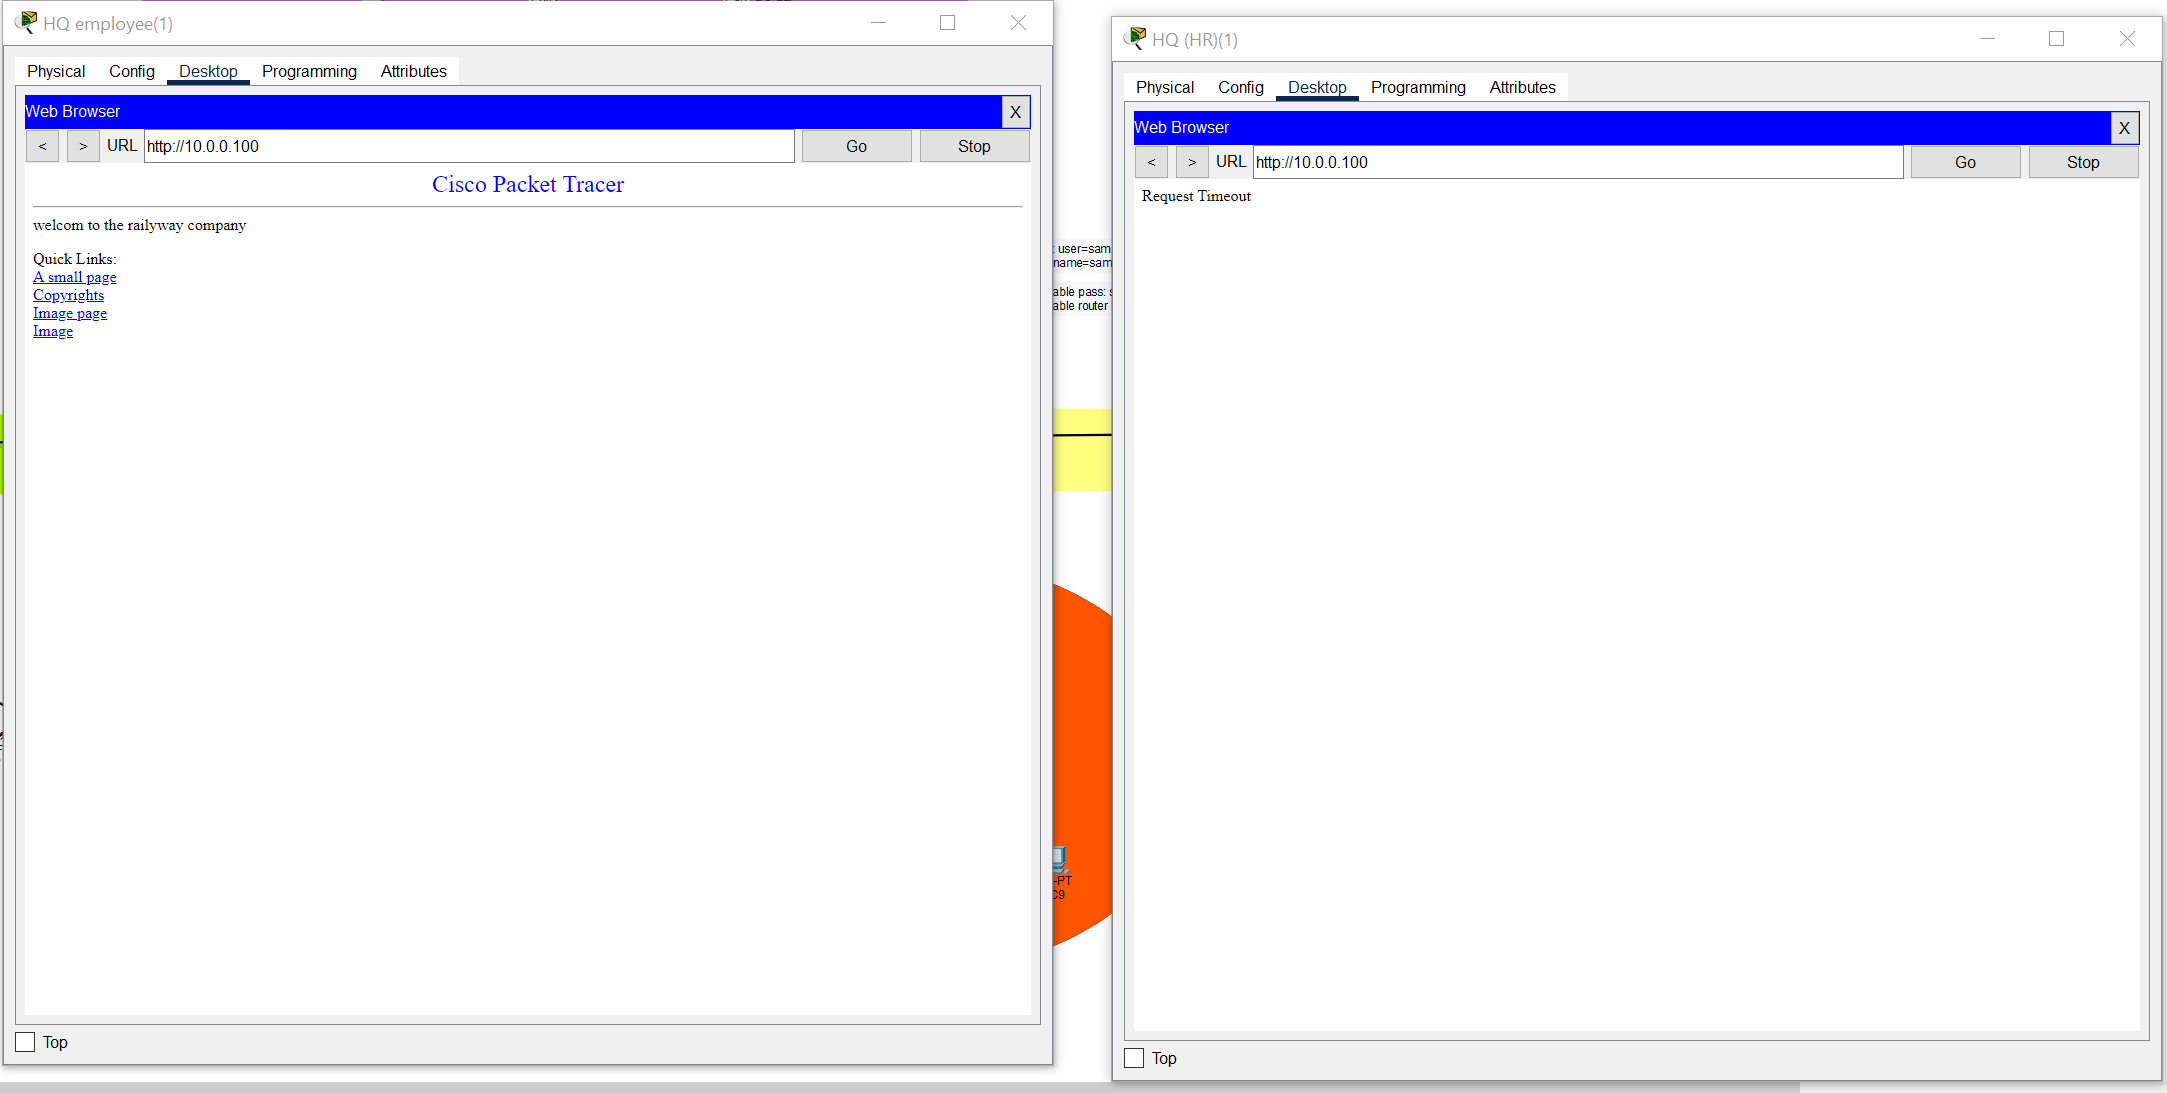 HQ employee(1)
Physical Config Desktop Programming Attributes
Web Browser X
< > URL http://10.0.0.100 Go Stop
Cisco Packet Tracer
welcom to the railyway company
Quick Links:
A small page
Copyrights
Image page
Image
Top
user=sam
name=sam
able pass:
able router
-PT
C9
HQ (HR)(1)
Physical Config Desktop Programming Attributes
Web Browser X
< > URL http://10.0.0.100 Go Stop
Request Timeout
Top